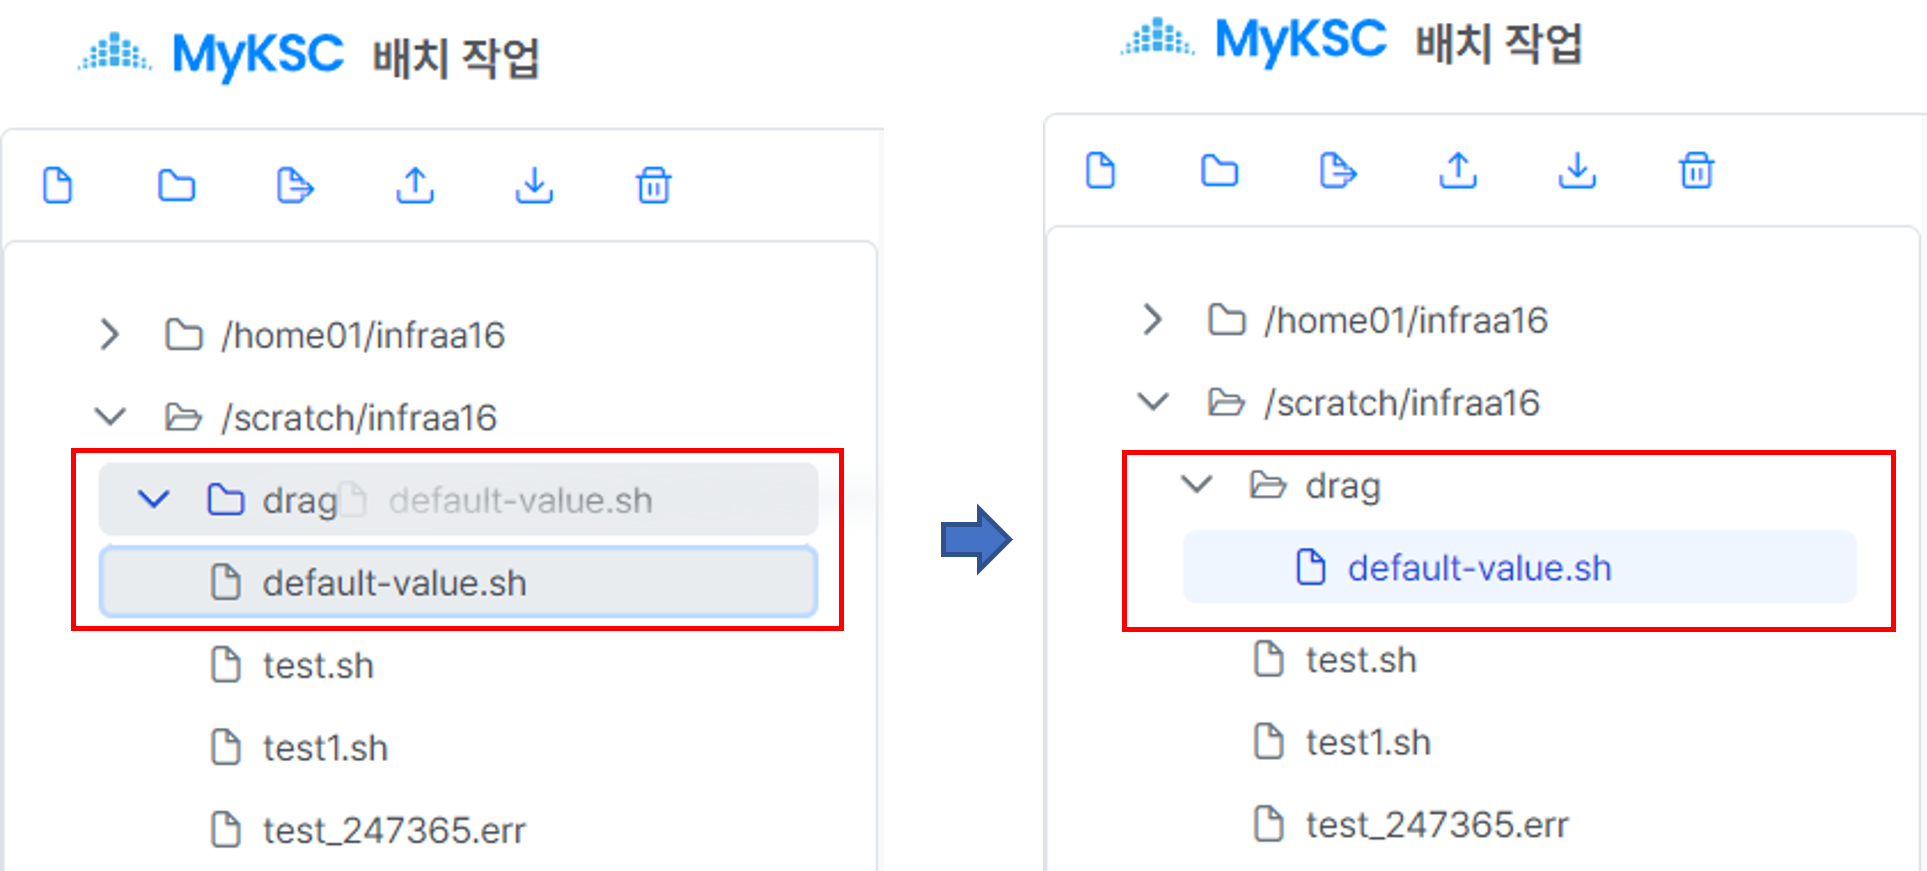 MyKSC 배치 작업
/home01/infraa16
/scratch/infraa16
drag default-value.sh
default-value.sh
test.sh
test1.sh
test_247365.err
MyKSC 배치 작업
/home01/infraa16
/scratch/infraa16
drag
default-value.sh
test.sh
test1.sh
test_247365.err